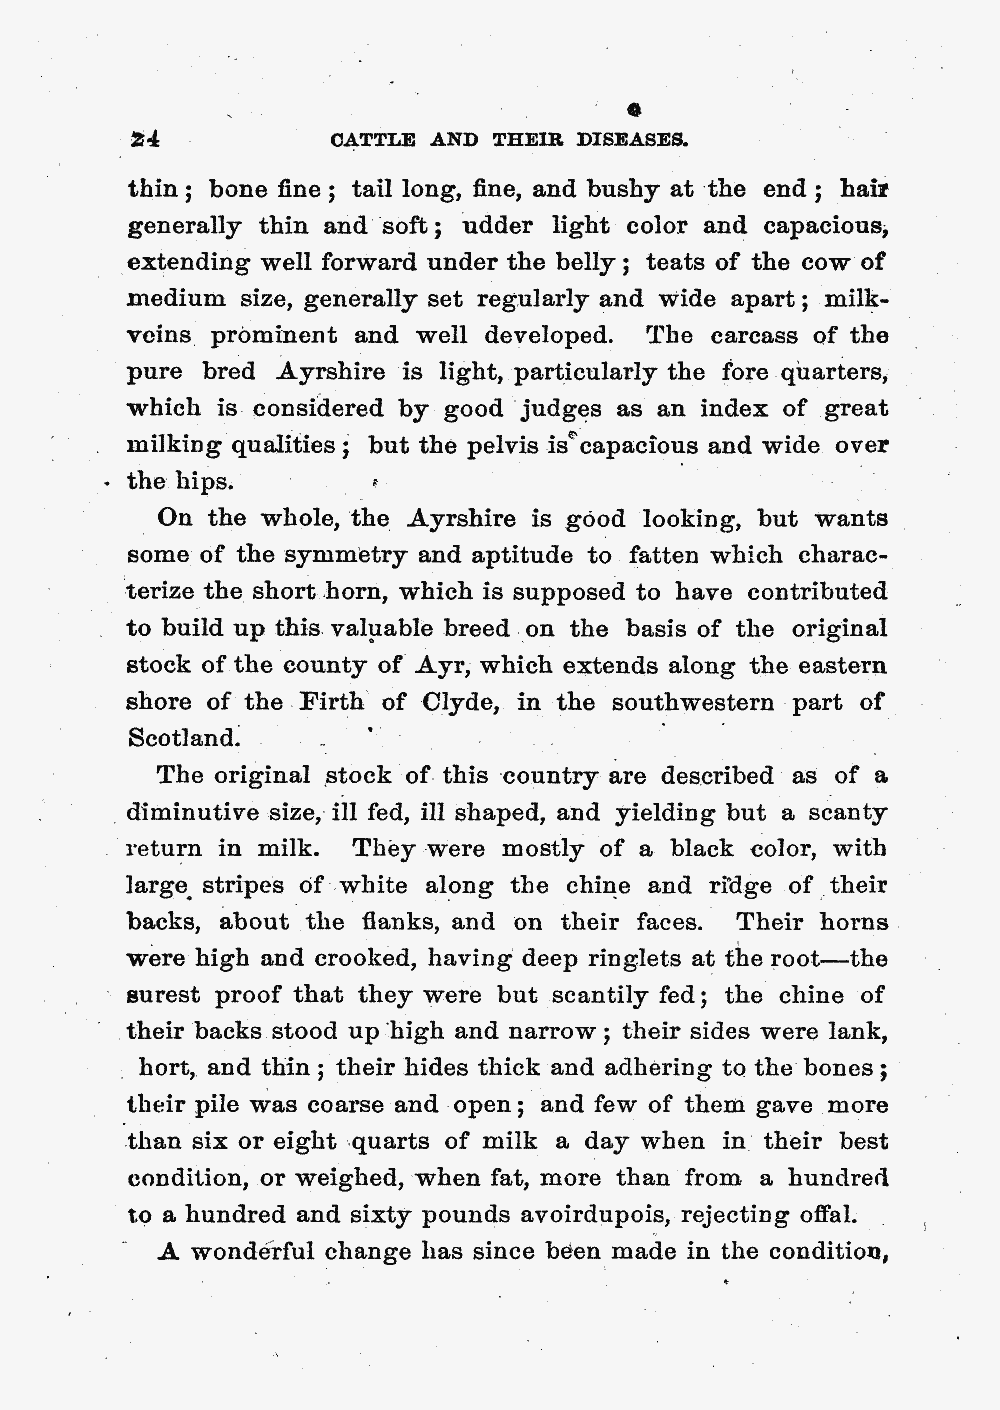 24 CATTLE AND THEIR DISEASES.
thin; bone fine; tail long, fine, and bushy at the end; hair
generally thin and soft; udder light color and capacious,
extending well forward under the belly; teats of the cow of
medium size, generally set regularly and wide apart; milk-
veins prominent and well developed. The carcass of the
pure bred Ayrshire is light, particularly the fore quarters,
which is considered by good judges as an index of great
milking qualities; but the pelvis is capacious and wide over
the hips.
On the whole, the Ayrshire is good looking, but wants
some of the symmetry and aptitude to fatten which charac-
terize the short horn, which is supposed to have contributed
to build up this valuable breed on the basis of the original
stock of the county of Ayr, which extends along the eastern
shore of the Firth of Clyde, in the southwestern part of
Scotland.
The original stock of this country are described as of a
diminutive size, ill fed, ill shaped, and yielding but a scanty
return in milk. They were mostly of a black color, with
large stripes of white along the chine and ridge of their
backs, about the flanks, and on their faces. Their horns
were high and crooked, having deep ringlets at the root—the
surest proof that they were but scantily fed; the chine of
their backs stood up high and narrow; their sides were lank,
hort, and thin; their hides thick and adhering to the bones;
their pile was coarse and open; and few of them gave more
than six or eight quarts of milk a day when in their best
condition, or weighed, when fat, more than from a hundred
to a hundred and sixty pounds avoirdupois, rejecting offal.
A wonderful change has since been made in the condition,